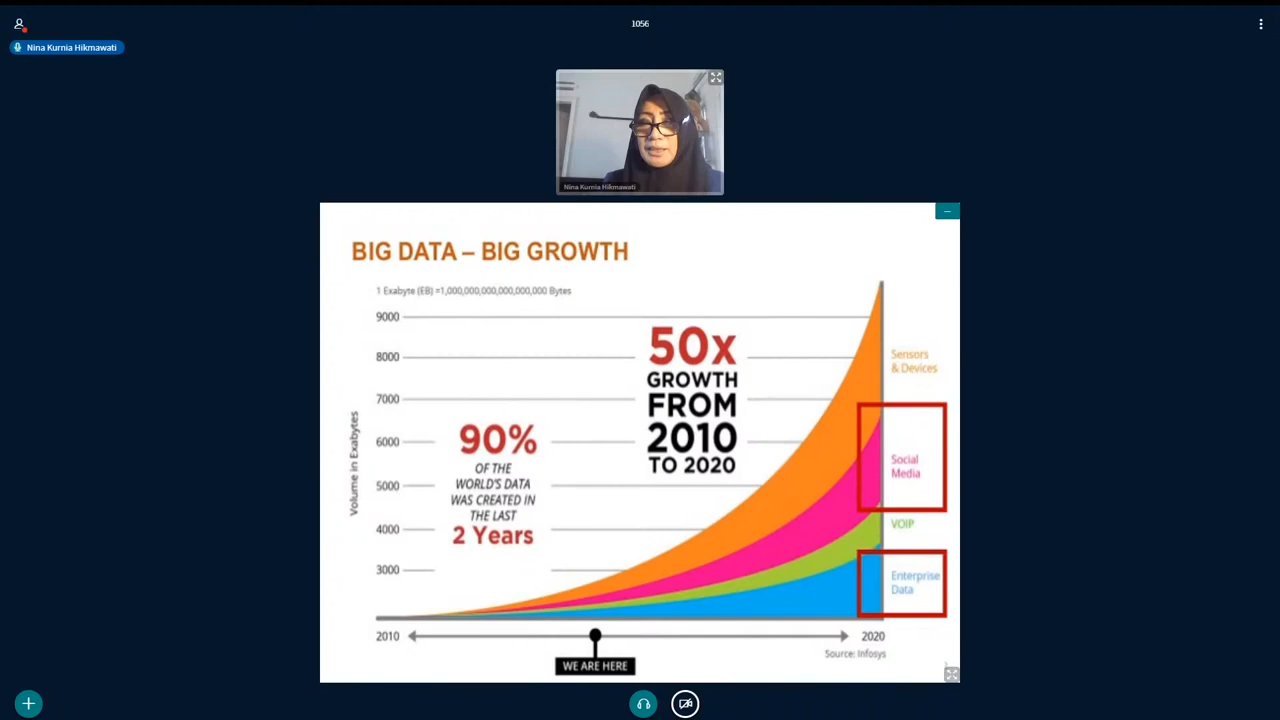 1056
Nina Kurnia Hikmawati
Nina Kurnia Hikmawati
BIG DATA – BIG GROWTH
1 Exabyte (EB) =1,000,000,000,000,000,000 Bytes
9000
8000
7000
6000
5000
4000
3000
Volume in Exabytes
90%
OF THE
WORLD'S DATA
WAS CREATED IN
THE LAST
2 Years
50x
GROWTH
FROM
2010
TO 2020
Sensors
& Devices
Social
Media
VOIP
Enterprise
Data
2010
2020
WE ARE HERE
Source: Infosys